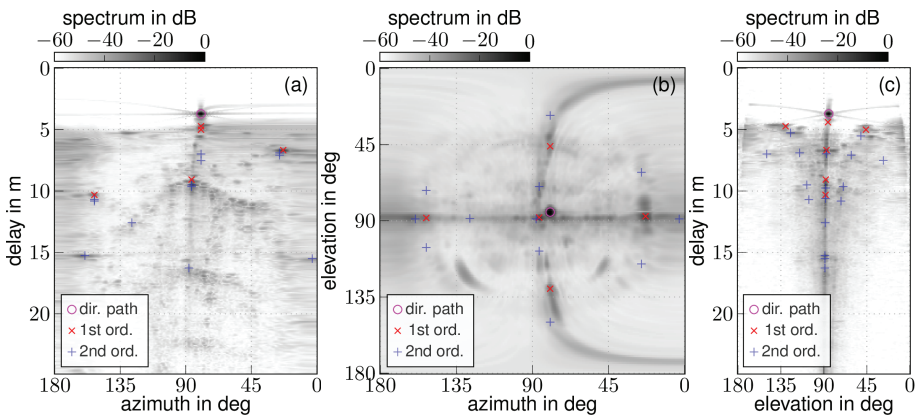 spectrum in dB
−60 −40 −20 0
0
5
10
15
20
delay in m
(a)
dir. path
1st ord.
2nd ord.
180 135 90 45 0
azimuth in deg
spectrum in dB
−60 −40 −20 0
0
45
90
135
180
elevation in deg
(b)
dir. path
1st ord.
2nd ord.
180 135 90 45 0
azimuth in deg
spectrum in dB
−60 −40 −20 0
0
5
10
15
20
delay in m
(c)
dir. path
1st ord.
2nd ord.
180 135 90 45 0
elevation in deg